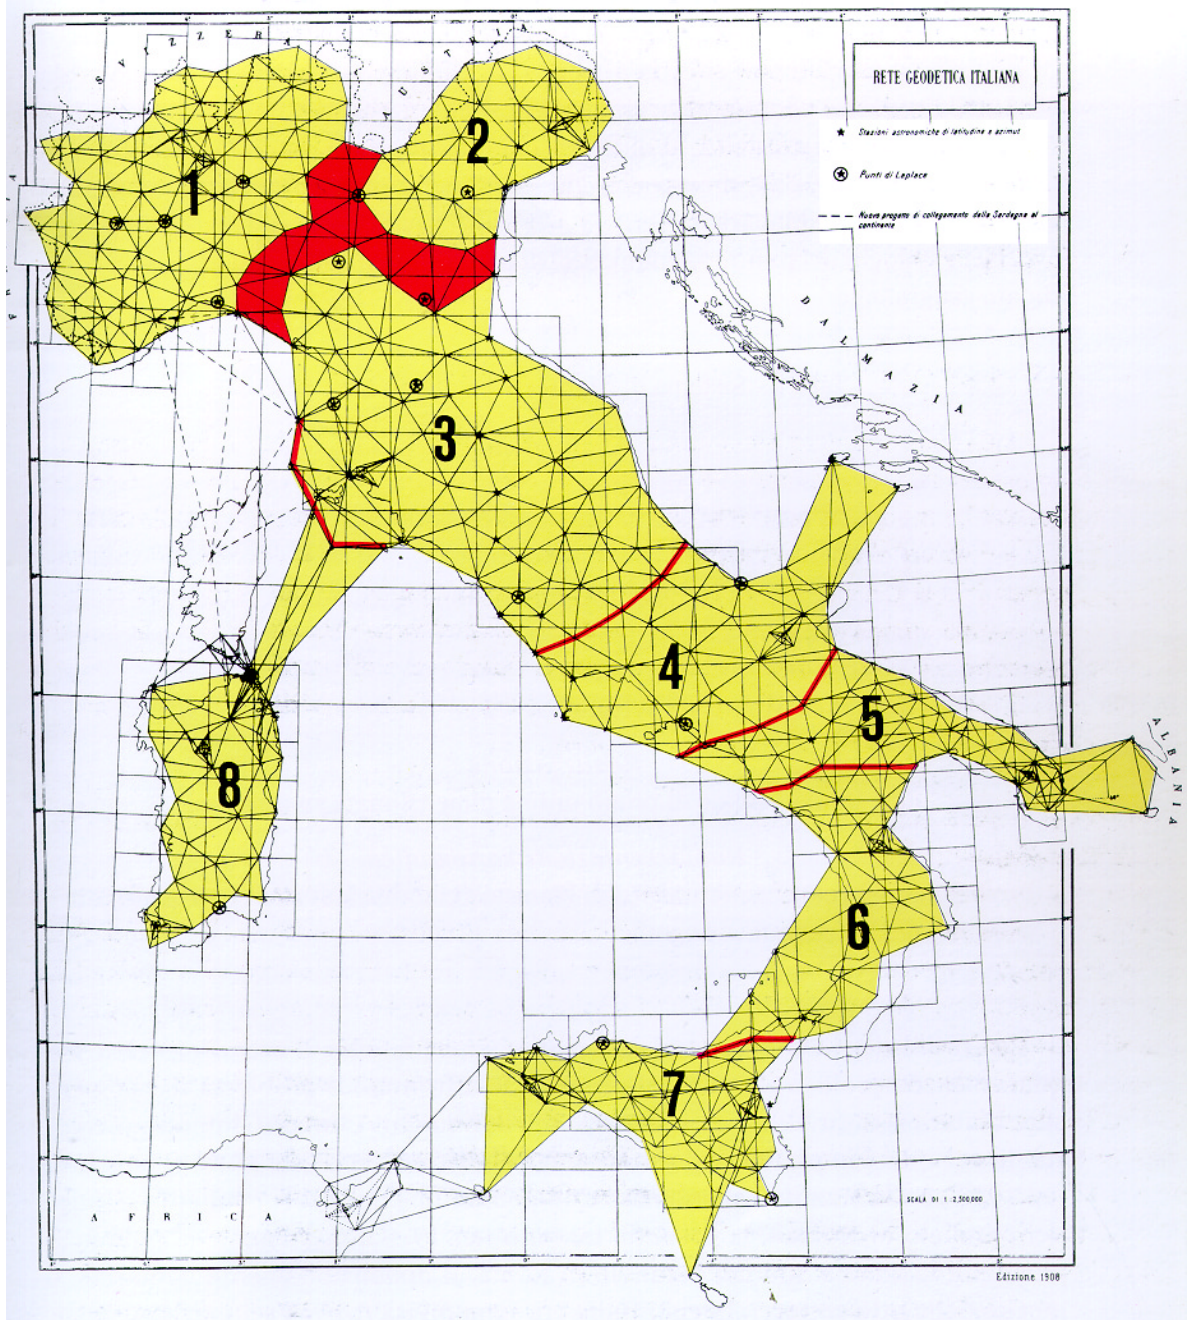 SVIZZERA
AUSTRIA
RETE GEODETICA ITALIANA
Stazioni astronomiche di latitudine e azimut
Punti di Laplace
Nuovo progetto di collegamento della Sardegna al
continente
1
2
3
4
5
6
7
8
DALMAZIA
ALBANIA
AFRICA
SCALA DI 1:2,500,000
Edizione 1908